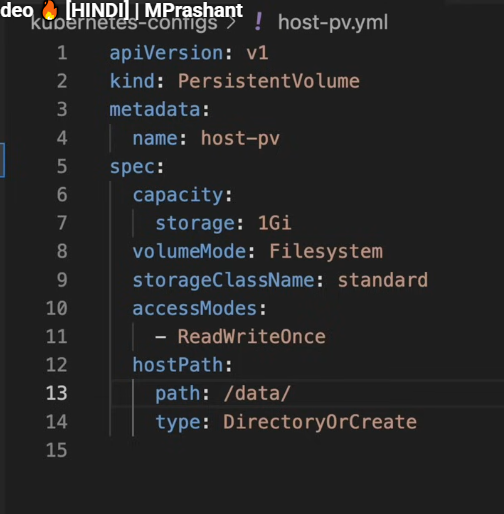 deo 🔥 [HINDI] | MPrashant
kubernetes-configs > ! host-pv.yml
1 apiVersion: v1
2 kind: PersistentVolume
3 metadata:
4   name: host-pv
5 spec:
6   capacity:
7     storage: 1Gi
8   volumeMode: Filesystem
9   storageClassName: standard
10   accessModes:
11     - ReadWriteOnce
12   hostPath:
13     path: /data/
14     type: DirectoryOrCreate
15